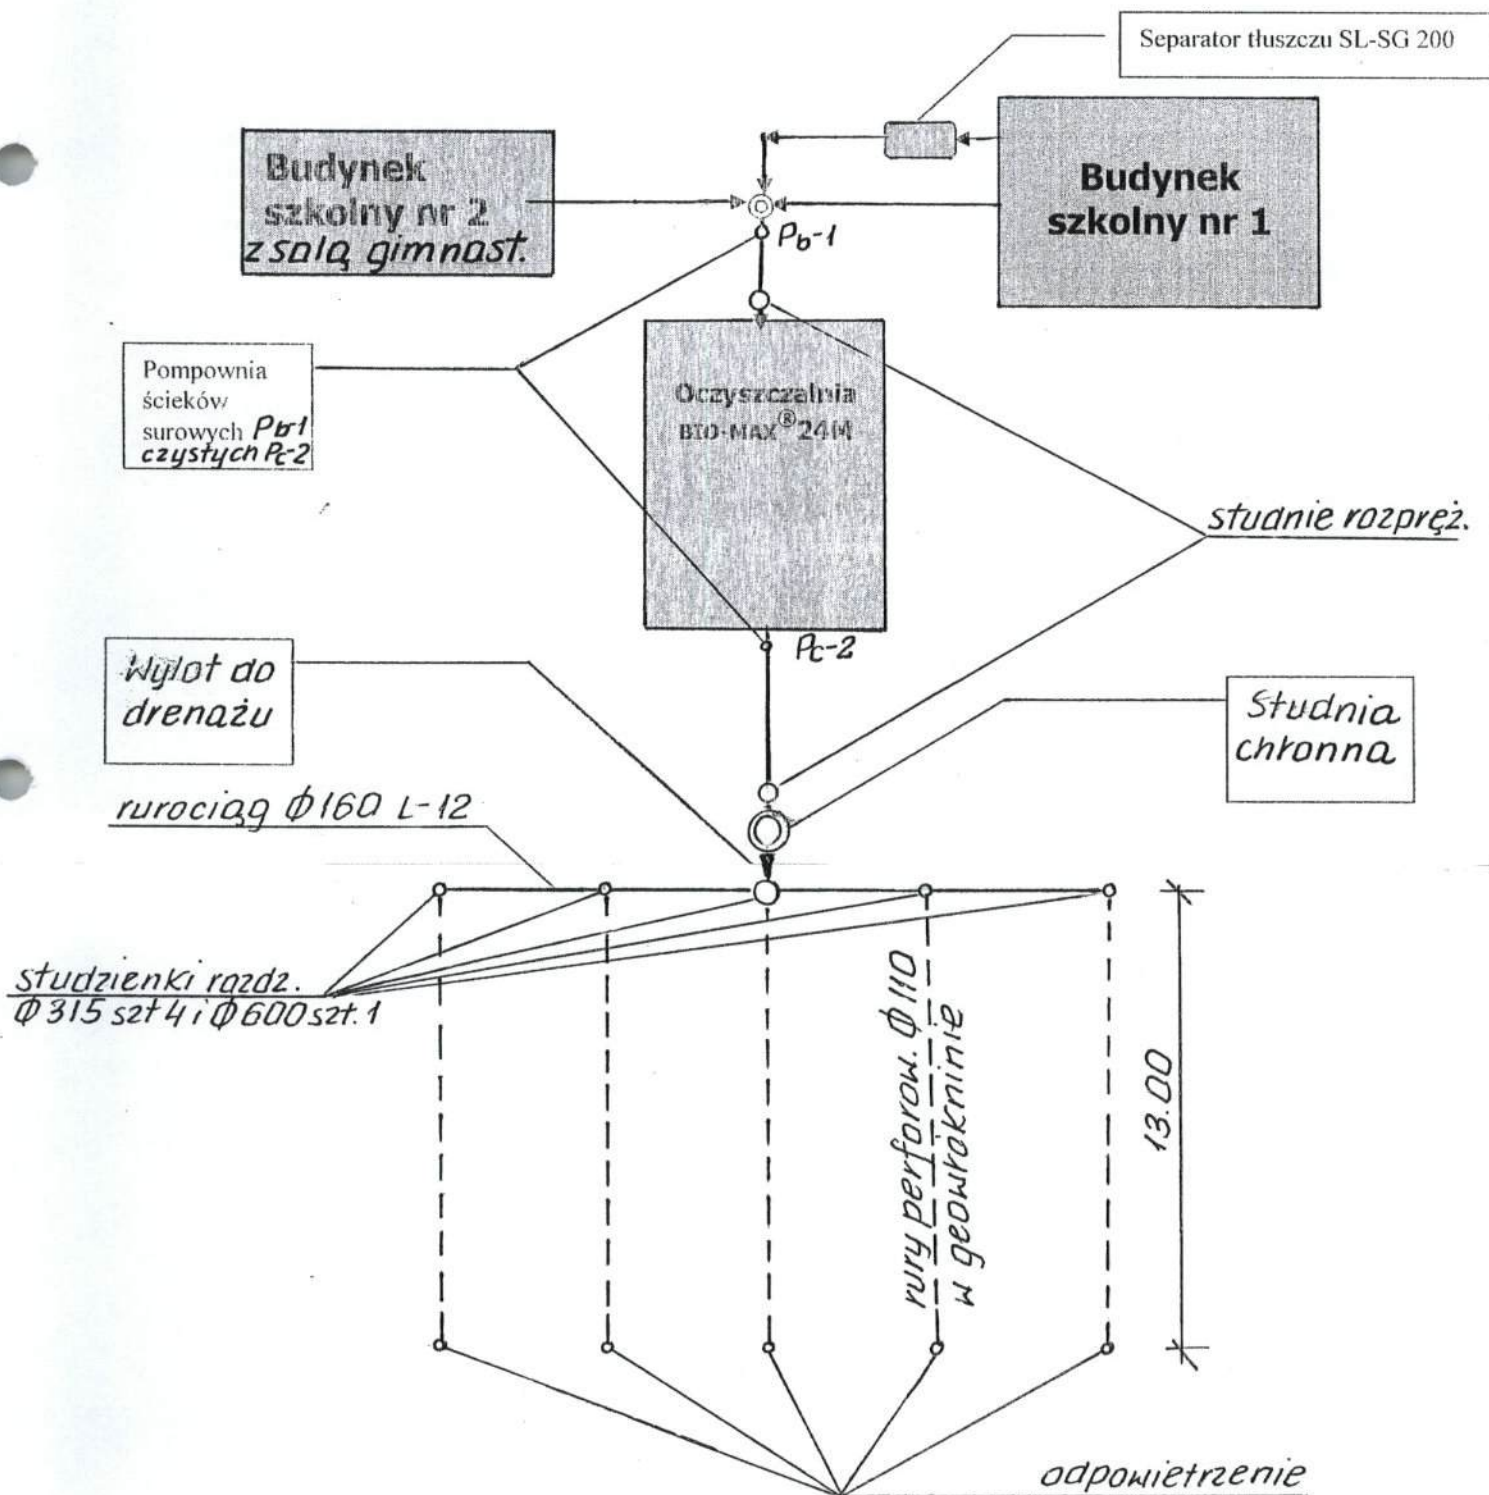 Separator tłuszczu SL-SG 200
Budynek
szkolny nr 2
z salą gimnast.
Budynek
szkolny nr 1
Pb-1
Pompownia
ścieków
surowych Pb-1
czystych Pc-2
Oczyszczalnia
BIO-MAX® 24M
studnie rozpręż.
Pc-2
Wylot do
drenażu
Studnia
chłonna
rurociąg ϕ160 L-12
studzienki rozdz.
ϕ315 szt 4 i ϕ600 szt. 1
rury perforow. ϕ110
w geowłókninie
13.00
odpowietrzenie